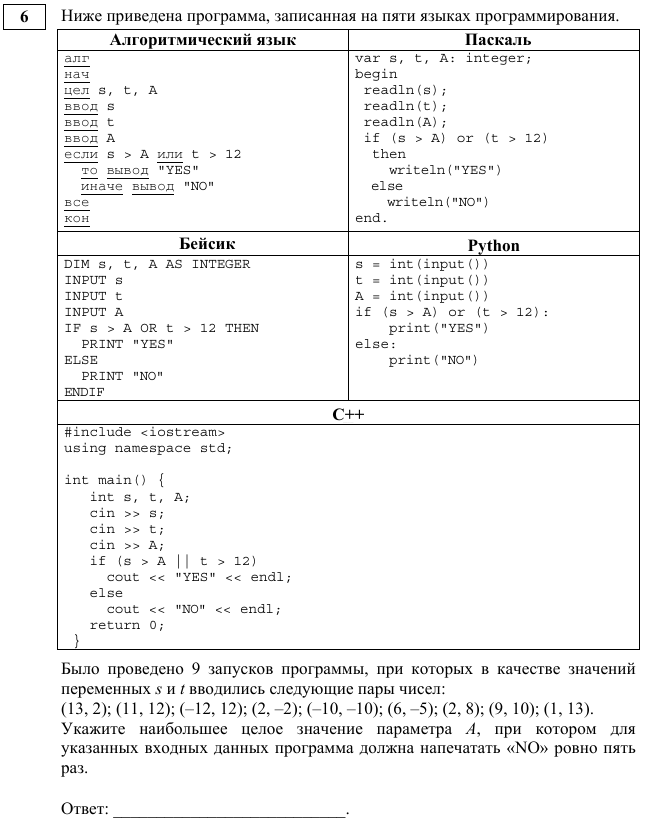 6
Ниже приведена программа, записанная на пяти языках программирования.
Алгоритмический язык
алг
нач
цел s, t, A
ввод s
ввод t
ввод A
если s > A или t > 12
то вывод "YES"
иначе вывод "NO"
все
кон
Паскаль
var s, t, A: integer;
begin
readln(s);
readln(t);
readln(A);
if (s > A) or (t > 12)
then
writeln("YES")
else
writeln("NO")
end.
Бейсик
DIM s, t, A AS INTEGER
INPUT s
INPUT t
INPUT A
IF s > A OR t > 12 THEN
PRINT "YES"
ELSE
PRINT "NO"
ENDIF
Python
s = int(input())
t = int(input())
A = int(input())
if (s > A) or (t > 12):
print("YES")
else:
print("NO")
C++
#include <iostream>
using namespace std;
int main() {
int s, t, A;
cin >> s;
cin >> t;
cin >> A;
if (s > A || t > 12)
cout << "YES" << endl;
else
cout << "NO" << endl;
return 0;
}
Было проведено 9 запусков программы, при которых в качестве значений
переменных s и t вводились следующие пары чисел:
(13, 2); (11, 12); (–12, 12); (2, –2); (–10, –10); (6, –5); (2, 8); (9, 10); (1, 13).
Укажите наибольшее целое значение параметра A, при котором для
указанных входных данных программа должна напечатать «NO» ровно пять
раз.
Ответ: ____________________________.